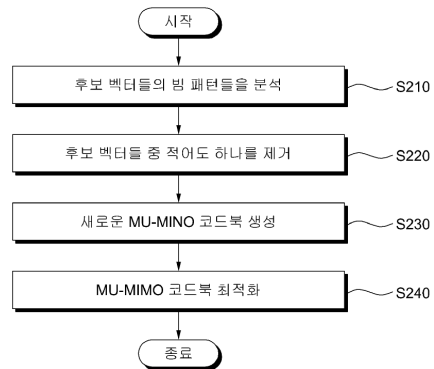 시작
후보 벡터들의 빔 패턴들을 분석 S210
후보 벡터들 중 적어도 하나를 제거 S220
새로운 MU-MINO 코드북 생성 S230
MU-MIMO 코드북 최적화 S240
종료